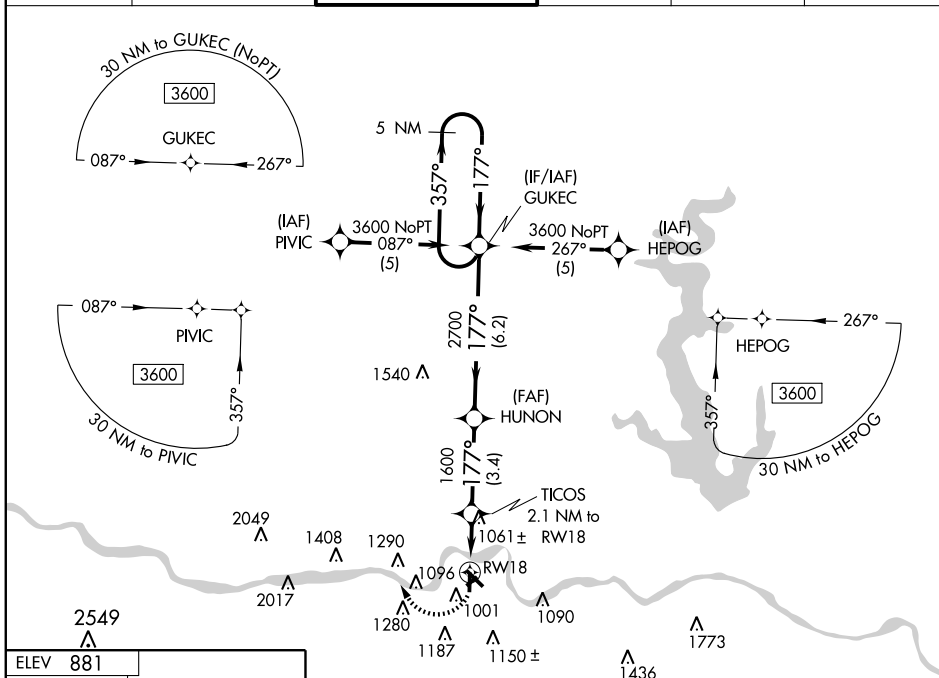 30 NM to GUKEC (NoPT)
3600
GUKEC
087°
267°
5 NM
357°
177°
(IF/IAF)
GUKEC
(IAF)
PIVIC
3600 NoPT
087°
(5)
3600 NoPT
267°
(5)
(IAF)
HEPOG
087°
PIVIC
3600
357°
30 NM to PIVIC
2700
177°
(6.2)
267°
HEPOG
3600
357°
30 NM to HEPOG
1540
(FAF)
HUNON
1600
177°
(3.4)
TICOS
2.1 NM to
RW18
1061±
2049
1408
1290
2017
1096
RW18
1280
1001
1090
1187
1150 ±
1773
1436
2549
ELEV 881